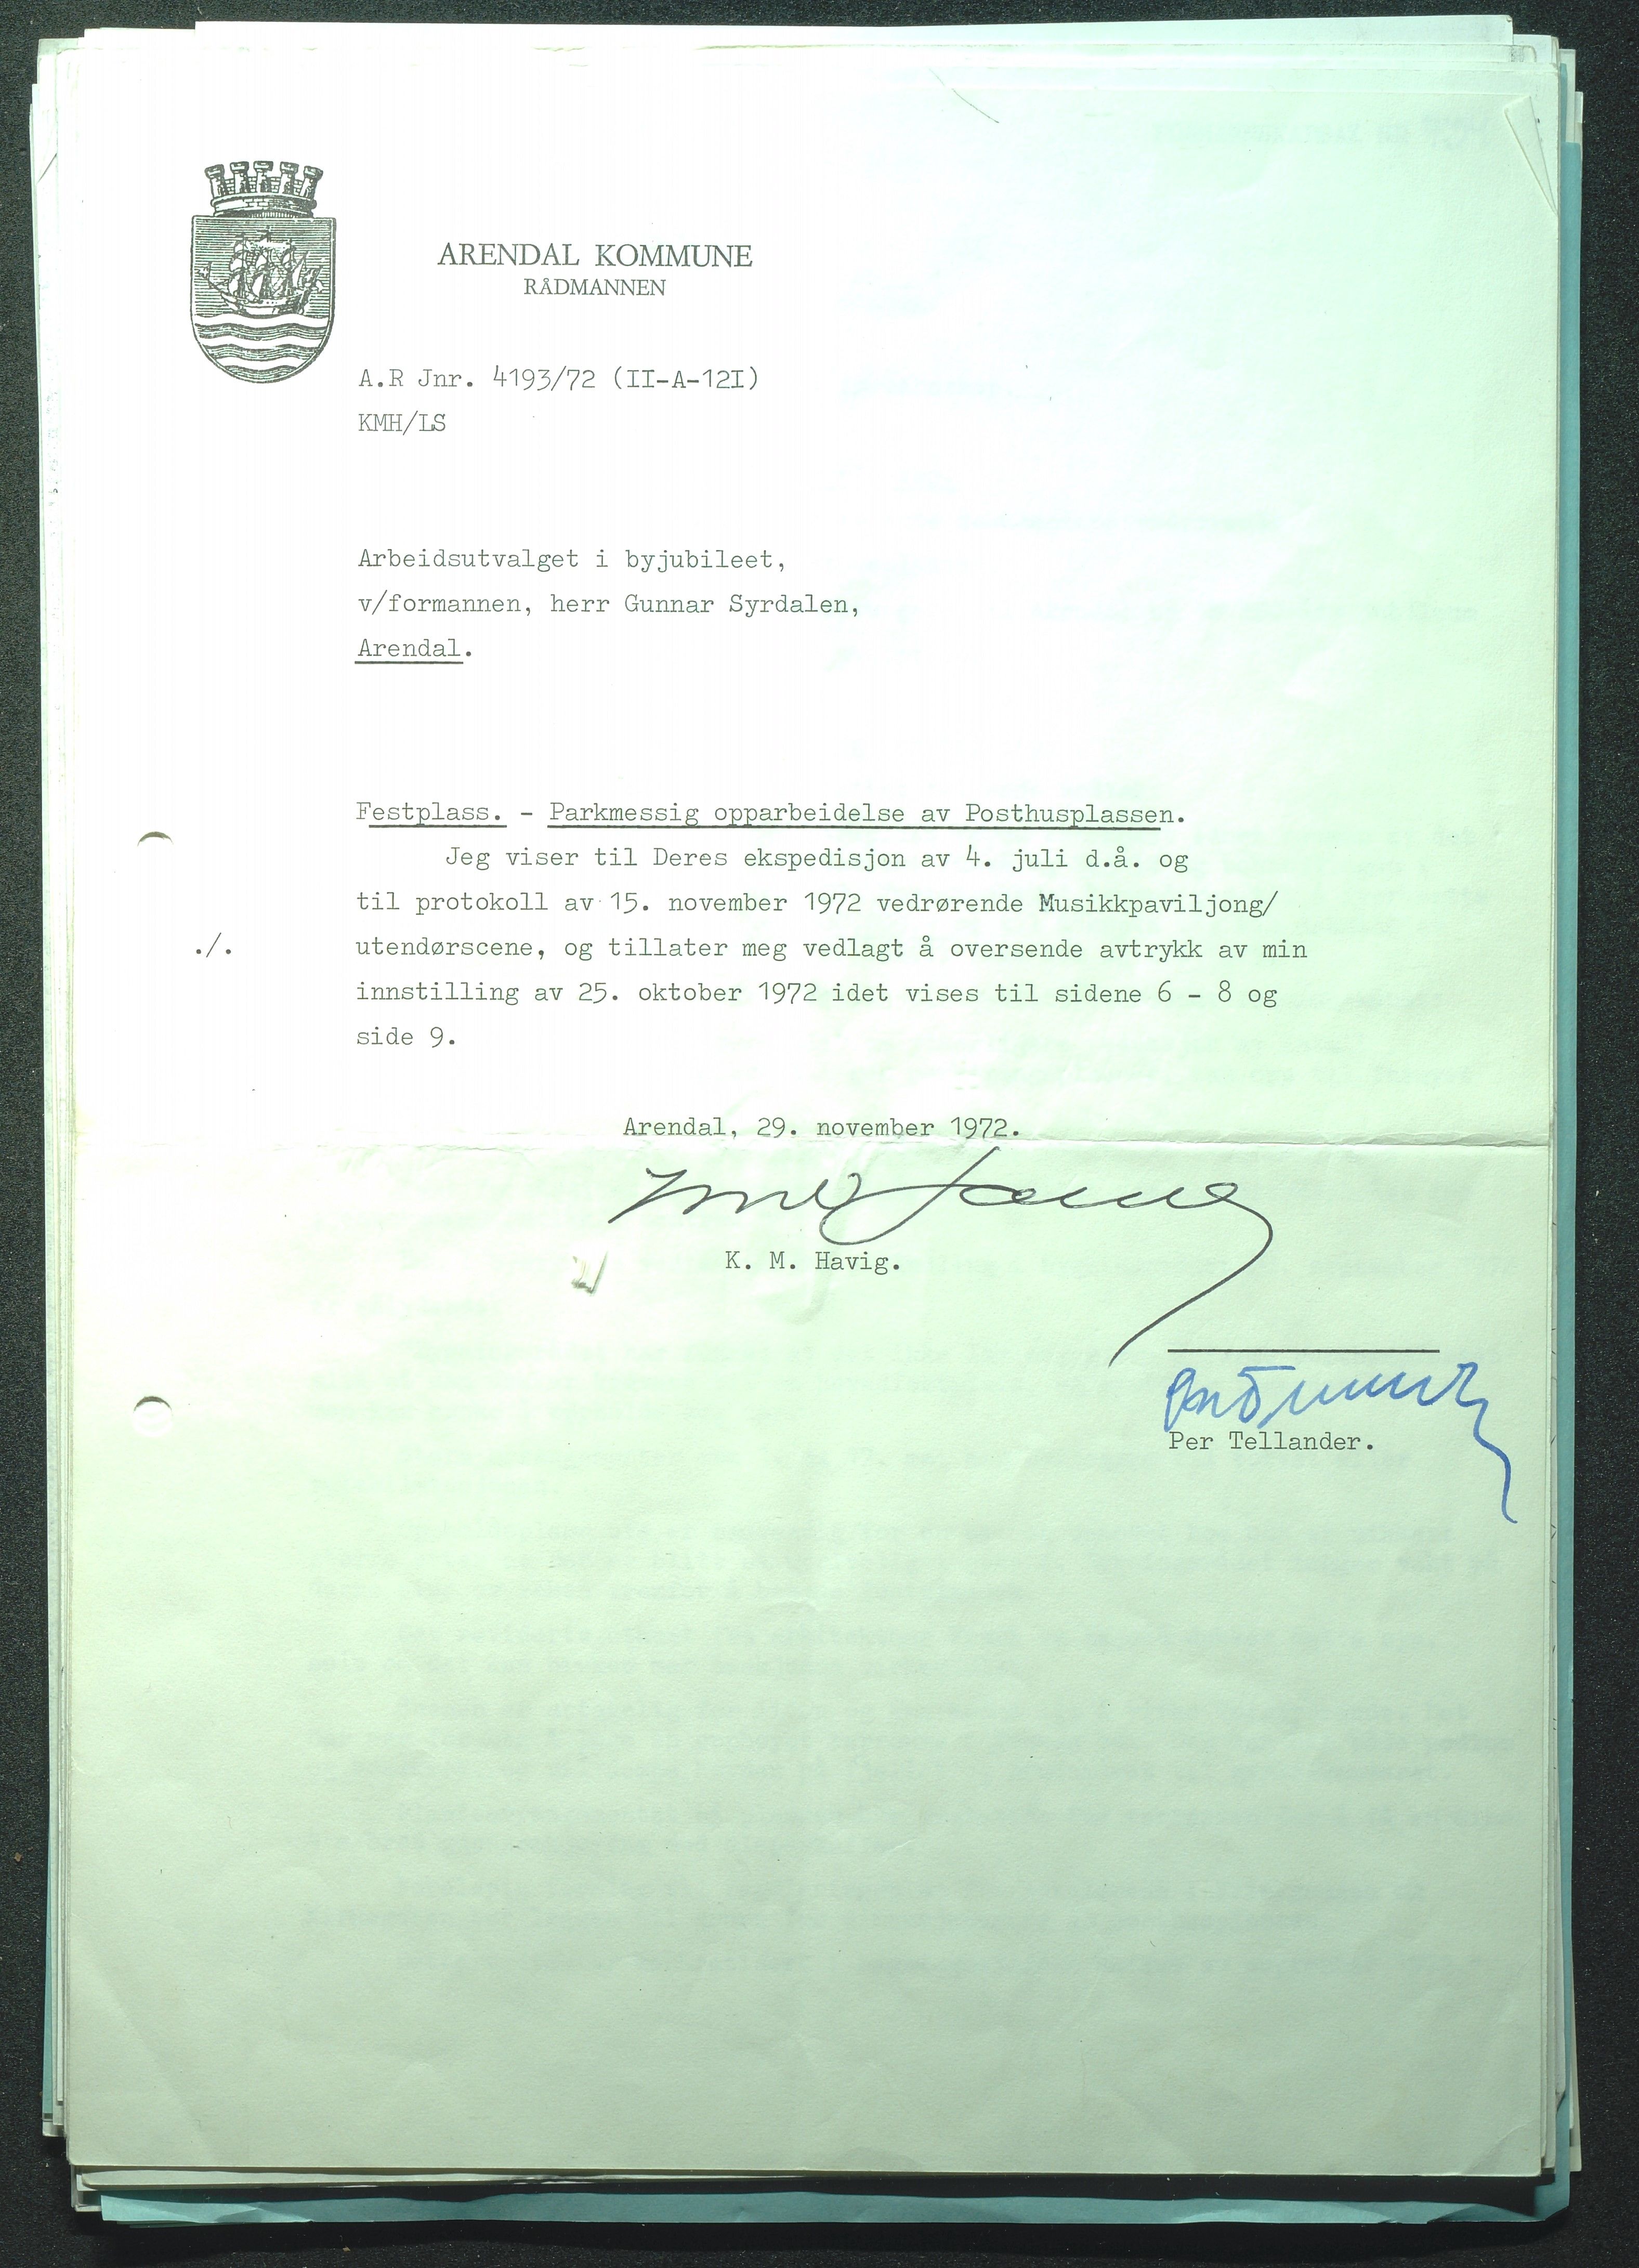 ARENDAL KOMMUNE
RÅDMANNEN
A.R Jnr. 4193/72 (II-A-12I)
KMH/LS
Arbeidsutvalget i byjubileet,
v/formannen, herr Gunnar Syrdalen,
Arendal.
Festplass. - Parkmessig opparbeidelse av Posthusplassen.
Jeg viser til Deres ekspedisjon av 4. juli d.å. og
til protokoll av 15. november 1972 vedrørende Musikkpaviljong/
./. utendørscene, og tillater meg vedlagt å oversende avtrykk av min
innstilling av 25. oktober 1972 idet vises til sidene 6 - 8 og
side 9.
Arendal, 29. november 1972.
K. M. Havig.
Per Tellander.